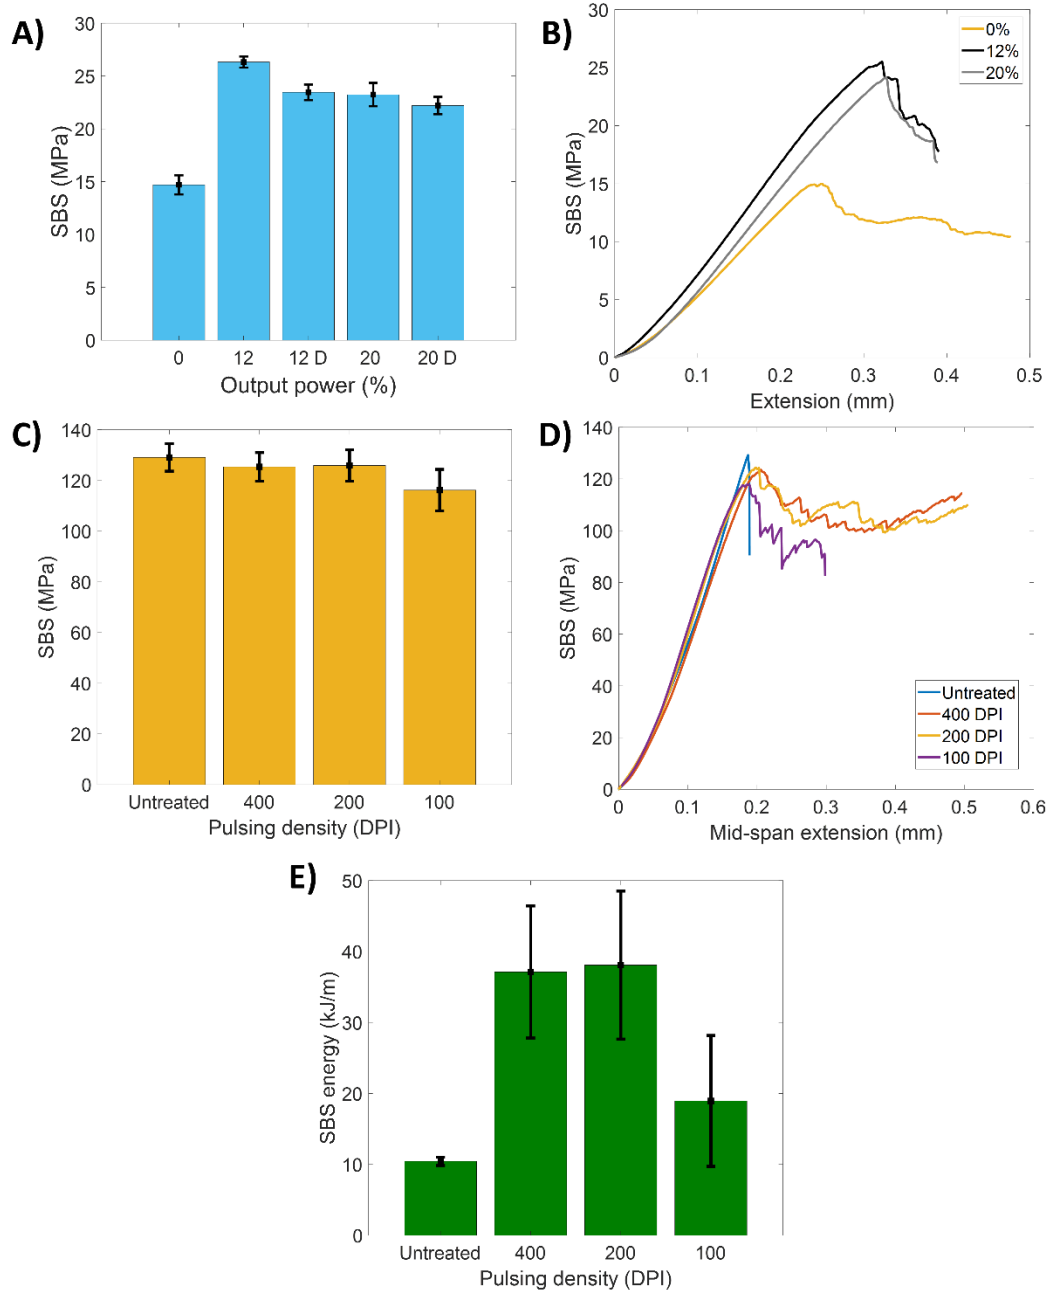 A)
30
25
20
15
10
5
0
SBS (MPa)
0 12 12 D 20 20 D
Output power (%)
B)
30
25
20
15
10
5
0
SBS (MPa)
0%
12%
20%
0 0.1 0.2 0.3 0.4 0.5
Extension (mm)
C)
140
120
100
80
60
40
20
0
SBS (MPa)
Untreated 400 200 100
Pulsing density (DPI)
D)
140
120
100
80
60
40
20
0
SBS (MPa)
Untreated
400 DPI
200 DPI
100 DPI
0 0.1 0.2 0.3 0.4 0.5 0.6
Mid-span extension (mm)
E)
50
40
30
20
10
0
SBS energy (kJ/m)
Untreated 400 200 100
Pulsing density (DPI)